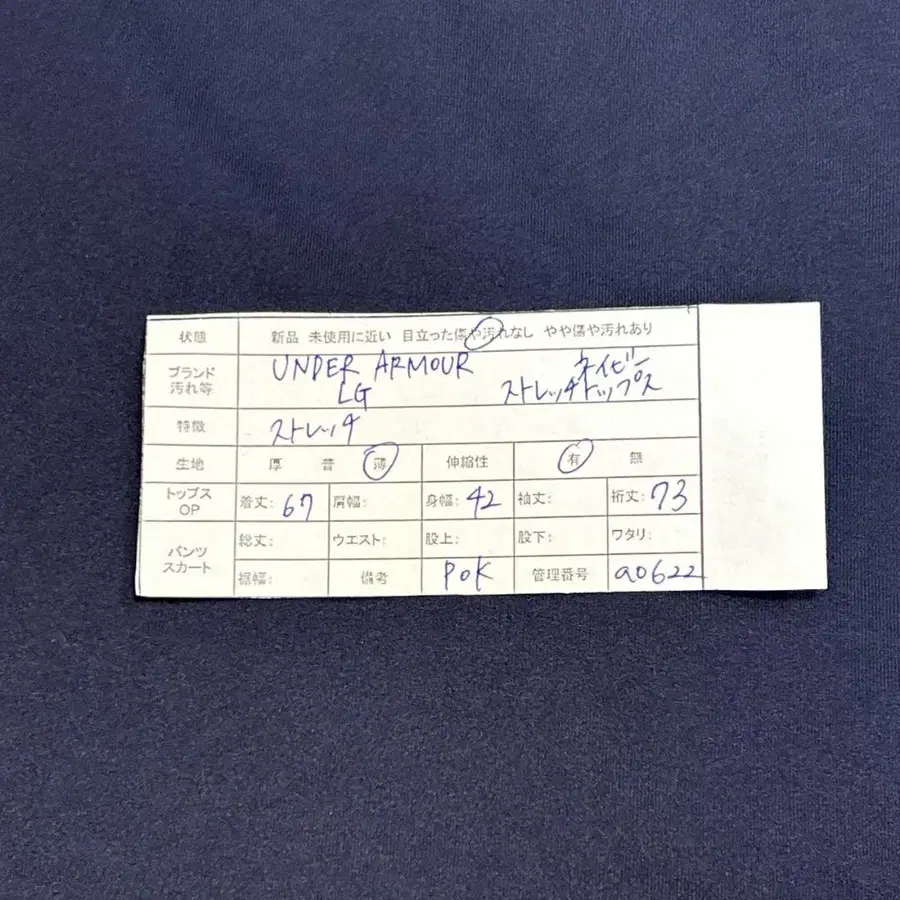 状態 新品 未使用に近い 目立った傷や汚れなし やや傷や汚れあり
ブランド 汚れ等 UNDER ARMOUR ネイビー
LG ストレッチトップス
特徴 ストレッチ
生地 厚 普 薄 伸縮性 有 無
トップス OP 着丈: 67 肩幅: 身幅: 42 袖丈: 裄丈: 73
パンツ スカート 総丈: ウエスト: 股上: 股下: ワタリ:
裾幅: 備考 POK 管理番号 a0622